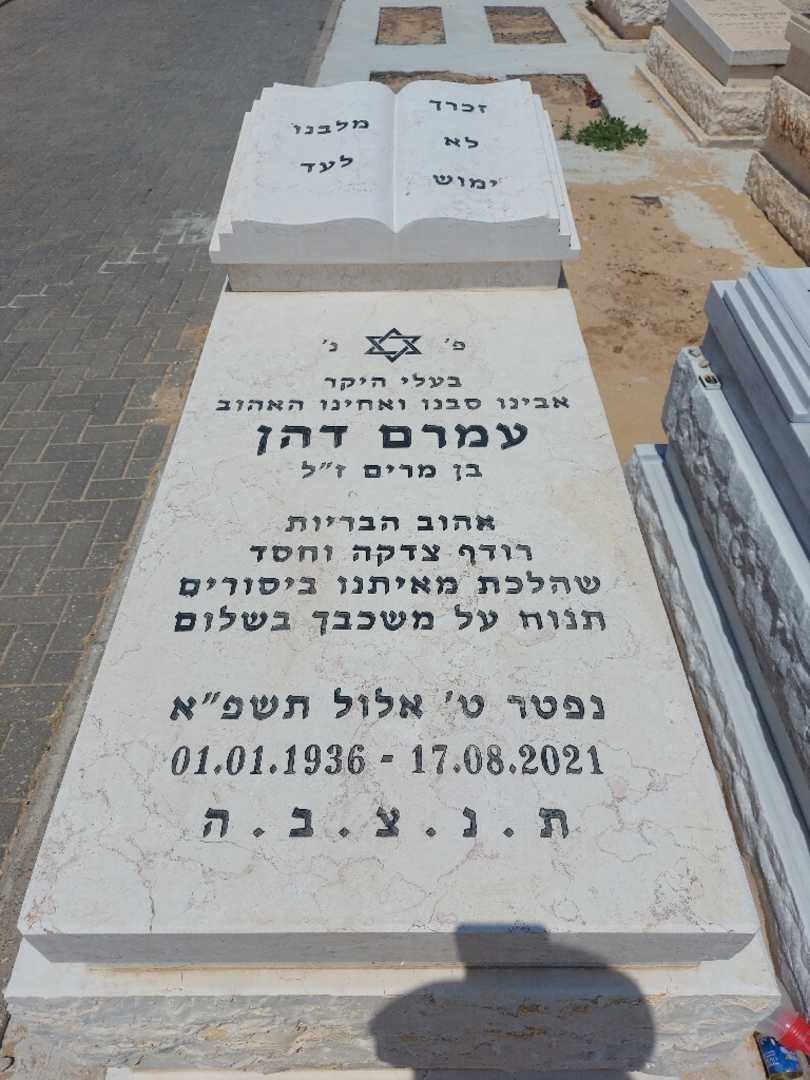 זכרך
לא
ימוש
מלבנו
לעד
פ' נ'
בעלי היקר
אבינו סבנו ואחינו האהוב
עמרם דהן
בן מרים ז"ל
אהוב הבריות
רודף צדקה וחסד
שהלכת מאיתנו ביסורים
תנוח על משכבך בשלום
נפטר ט' אלול תשפ"א
01.01.1936 - 17.08.2021
ת . נ . צ . ב . ה